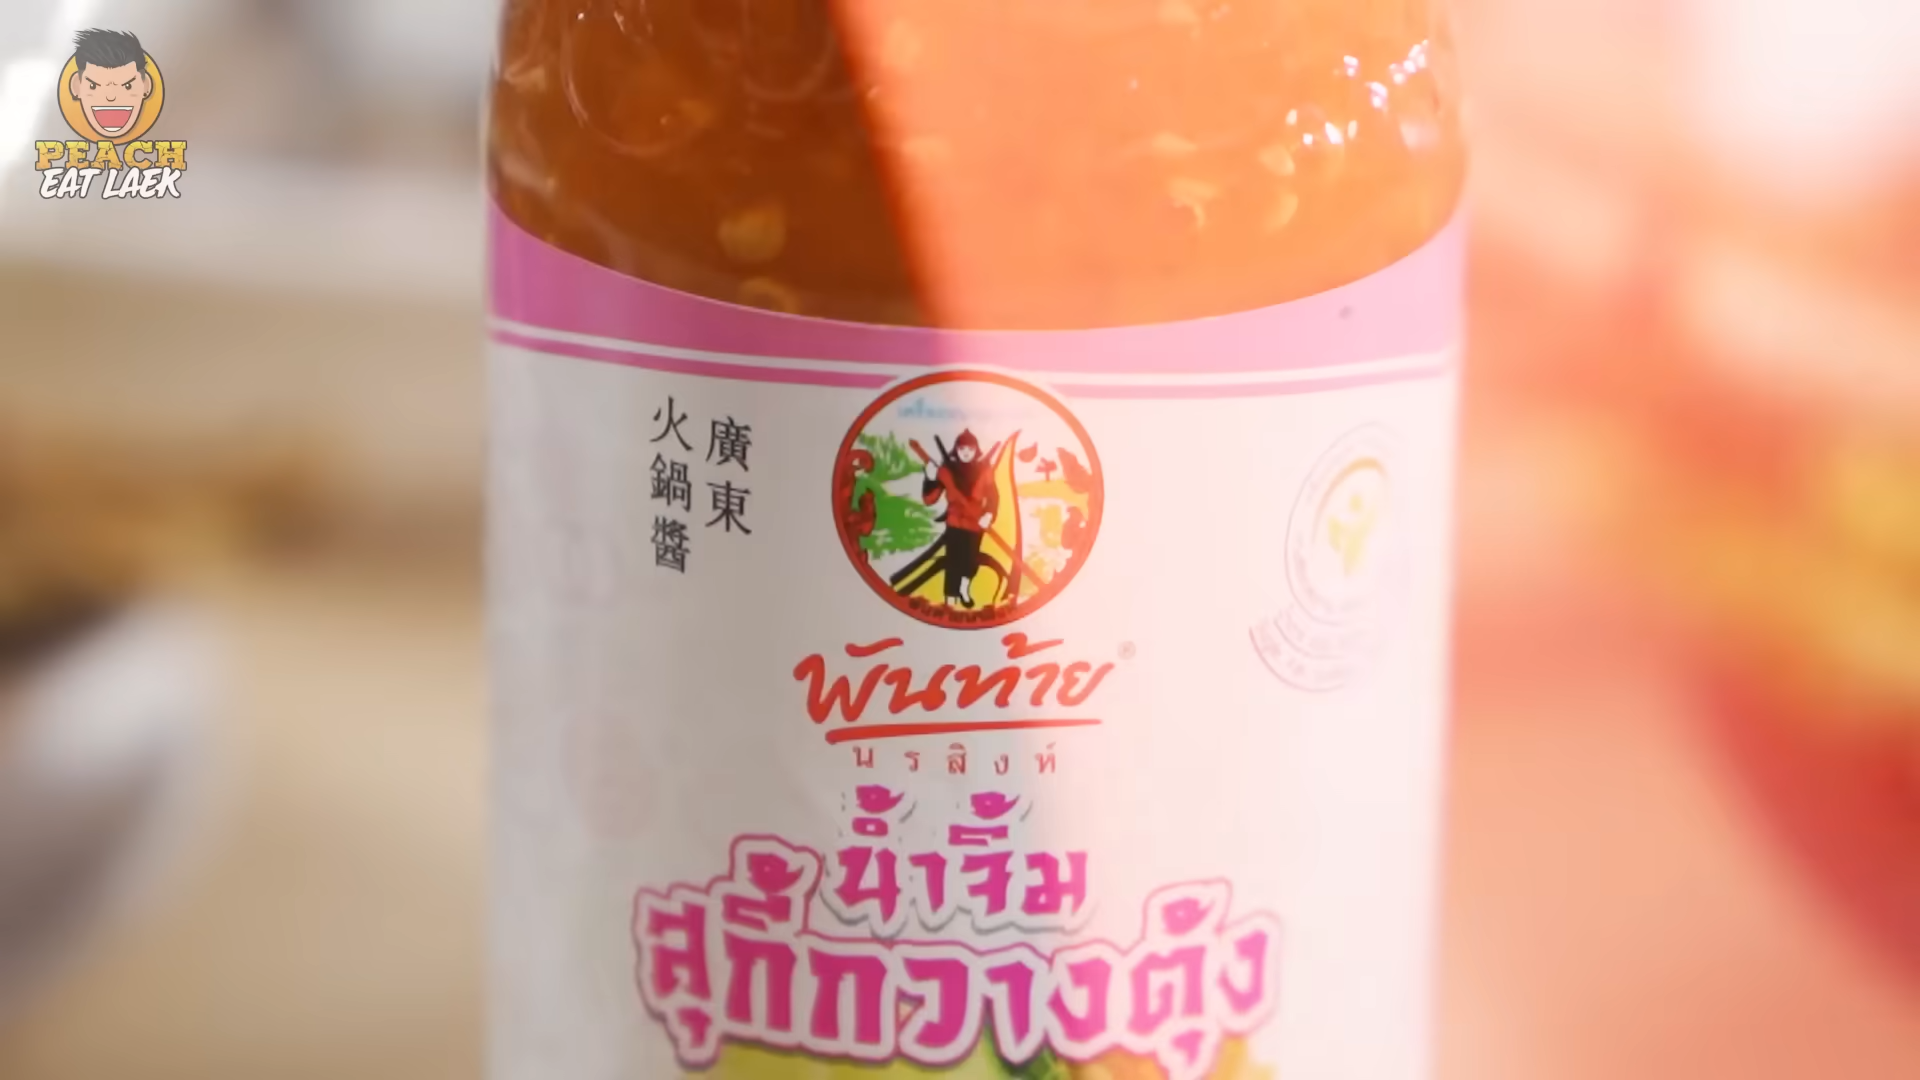 PEACH
EAT LAEK
廣東
火鍋醬
พันท้าย®
นรสิงห์
น้ำจิ้ม
สุกี้กวางตุ้ง